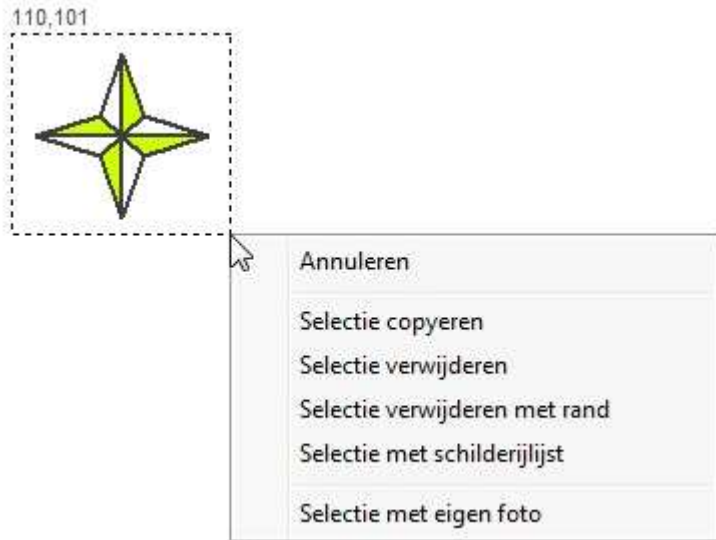 110,101
Annuleren
Selectie copyeren
Selectie verwijderen
Selectie verwijderen met rand
Selectie met schilderijlijst
Selectie met eigen foto